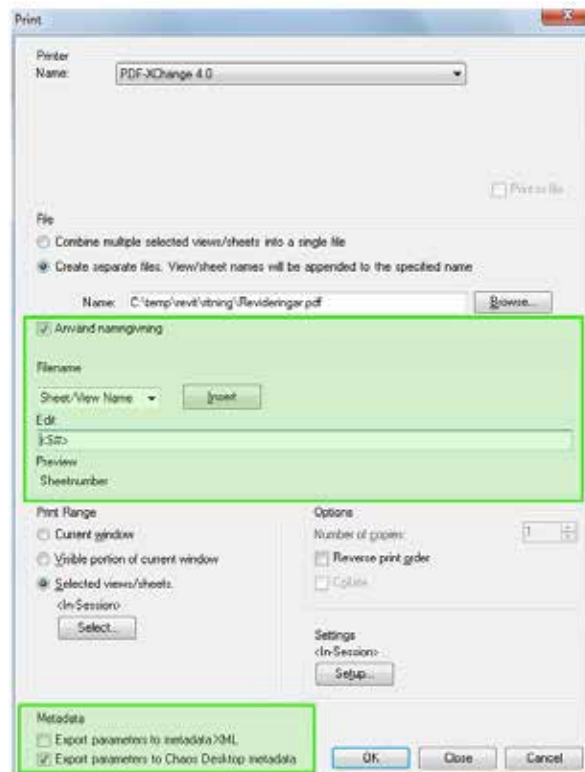 Print
Printer
Name: PDF-XChange 4.0
Print to file
File
Combine multiple selected views/sheets into a single file
Create separate files. View/sheet names will be appended to the specified name
Name: C:\temp\revit\ritning\Revideringar.pdf Browse...
Använd namngivning
Filename
Sheet/View Name Insert
Edit
Preview
Sheetnumber
Print Range
Current window
Visible portion of current window
Selected views/sheets
<In-Session>
Select...
Options
Number of copies: 1
Reverse print order
Collate
Settings
<In-Session>
Setup...
Metadata
Export parameters to metadata XML
Export parameters to Chaos Desktop metadata
OK Close Cancel